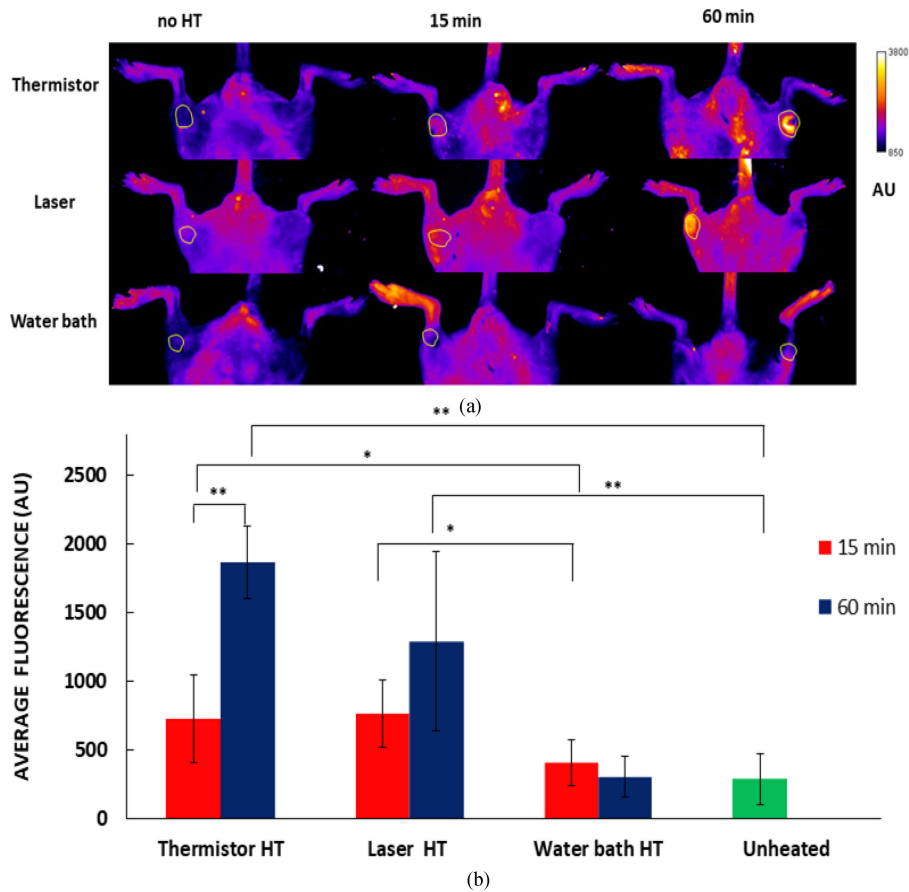 no HT 15 min 60 min
Thermistor
3800
850
AU
Laser
Water bath
(a)
**
*
**
**
*
AVERAGE FLUORESCENCE (AU)
2500
2000
1500
1000
500
0
15 min
60 min
Thermistor HT Laser HT Water bath HT Unheated
(b)